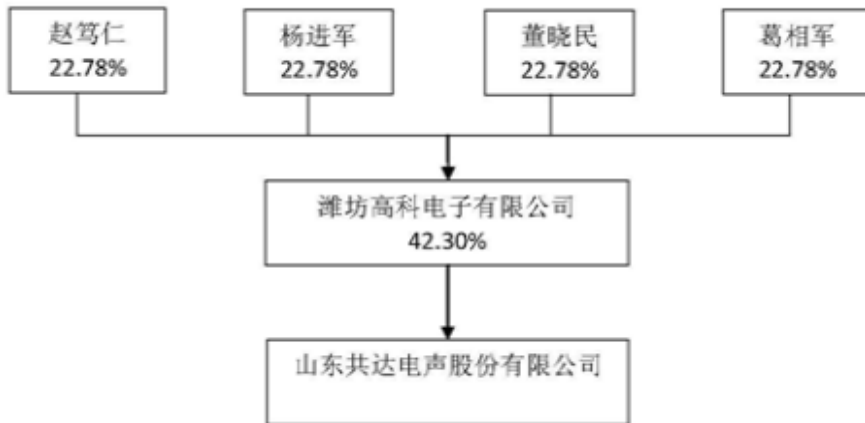 赵笃仁
22.78%
杨进军
22.78%
董晓民
22.78%
葛相军
22.78%
潍坊高科电子有限公司
42.30%
山东共达电声股份有限公司